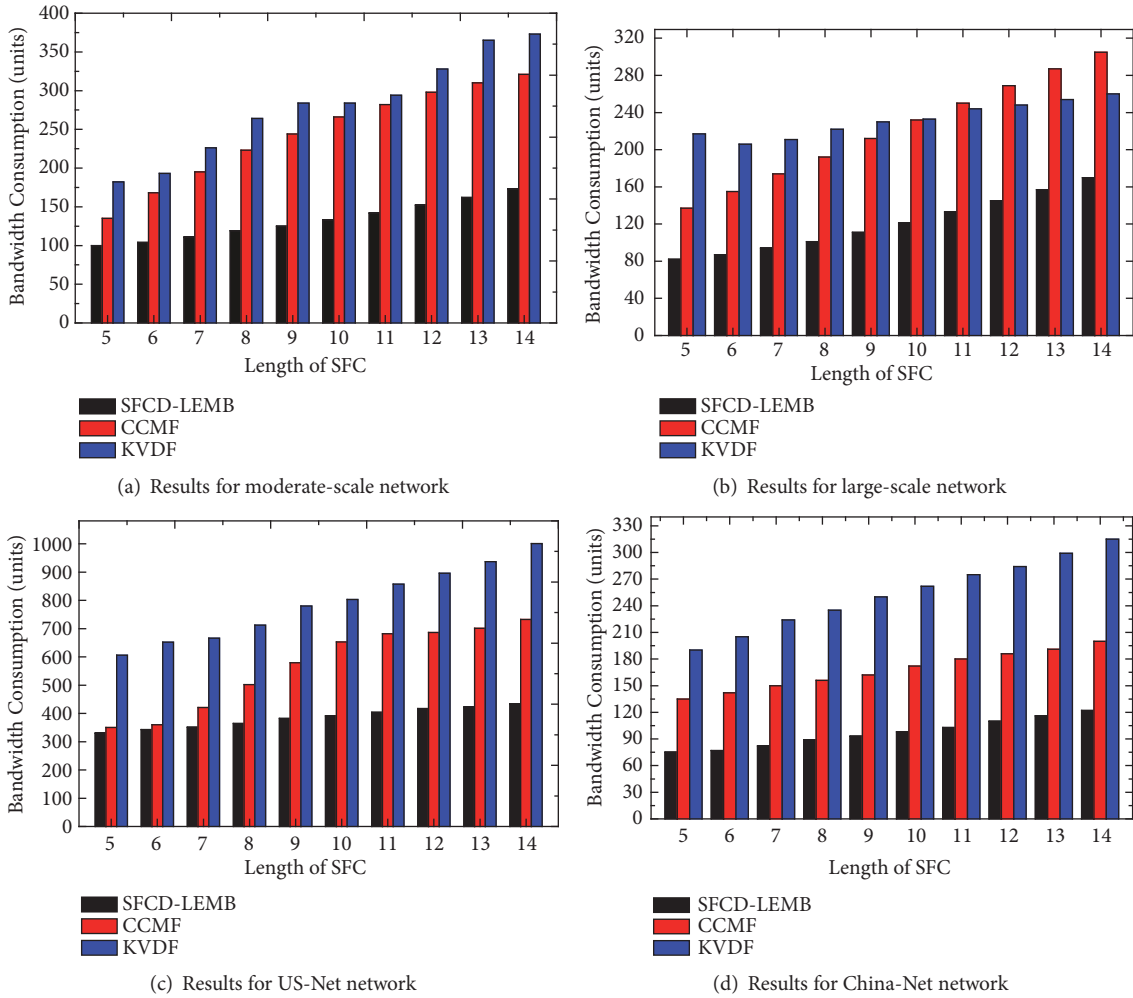 Bandwidth Consumption (units)
400
350
300
250
200
150
100
50
0
5 6 7 8 9 10 11 12 13 14
Length of SFC
SFCD-LEMB
CCMF
KVDF
(a) Results for moderate-scale network
Bandwidth Consumption (units)
320
280
240
200
160
120
80
40
0
5 6 7 8 9 10 11 12 13 14
Length of SFC
SFCD-LEMB
CCMF
KVDF
(b) Results for large-scale network
Bandwidth Consumption (units)
1000
900
800
700
600
500
400
300
200
100
0
5 6 7 8 9 10 11 12 13 14
Length of SFC
SFCD-LEMB
CCMF
KVDF
(c) Results for US-Net network
Bandwidth Consumption (units)
330
300
270
240
210
180
150
120
90
60
30
0
5 6 7 8 9 10 11 12 13 14
Length of SFC
SFCD-LEMB
CCMF
KVDF
(d) Results for China-Net network